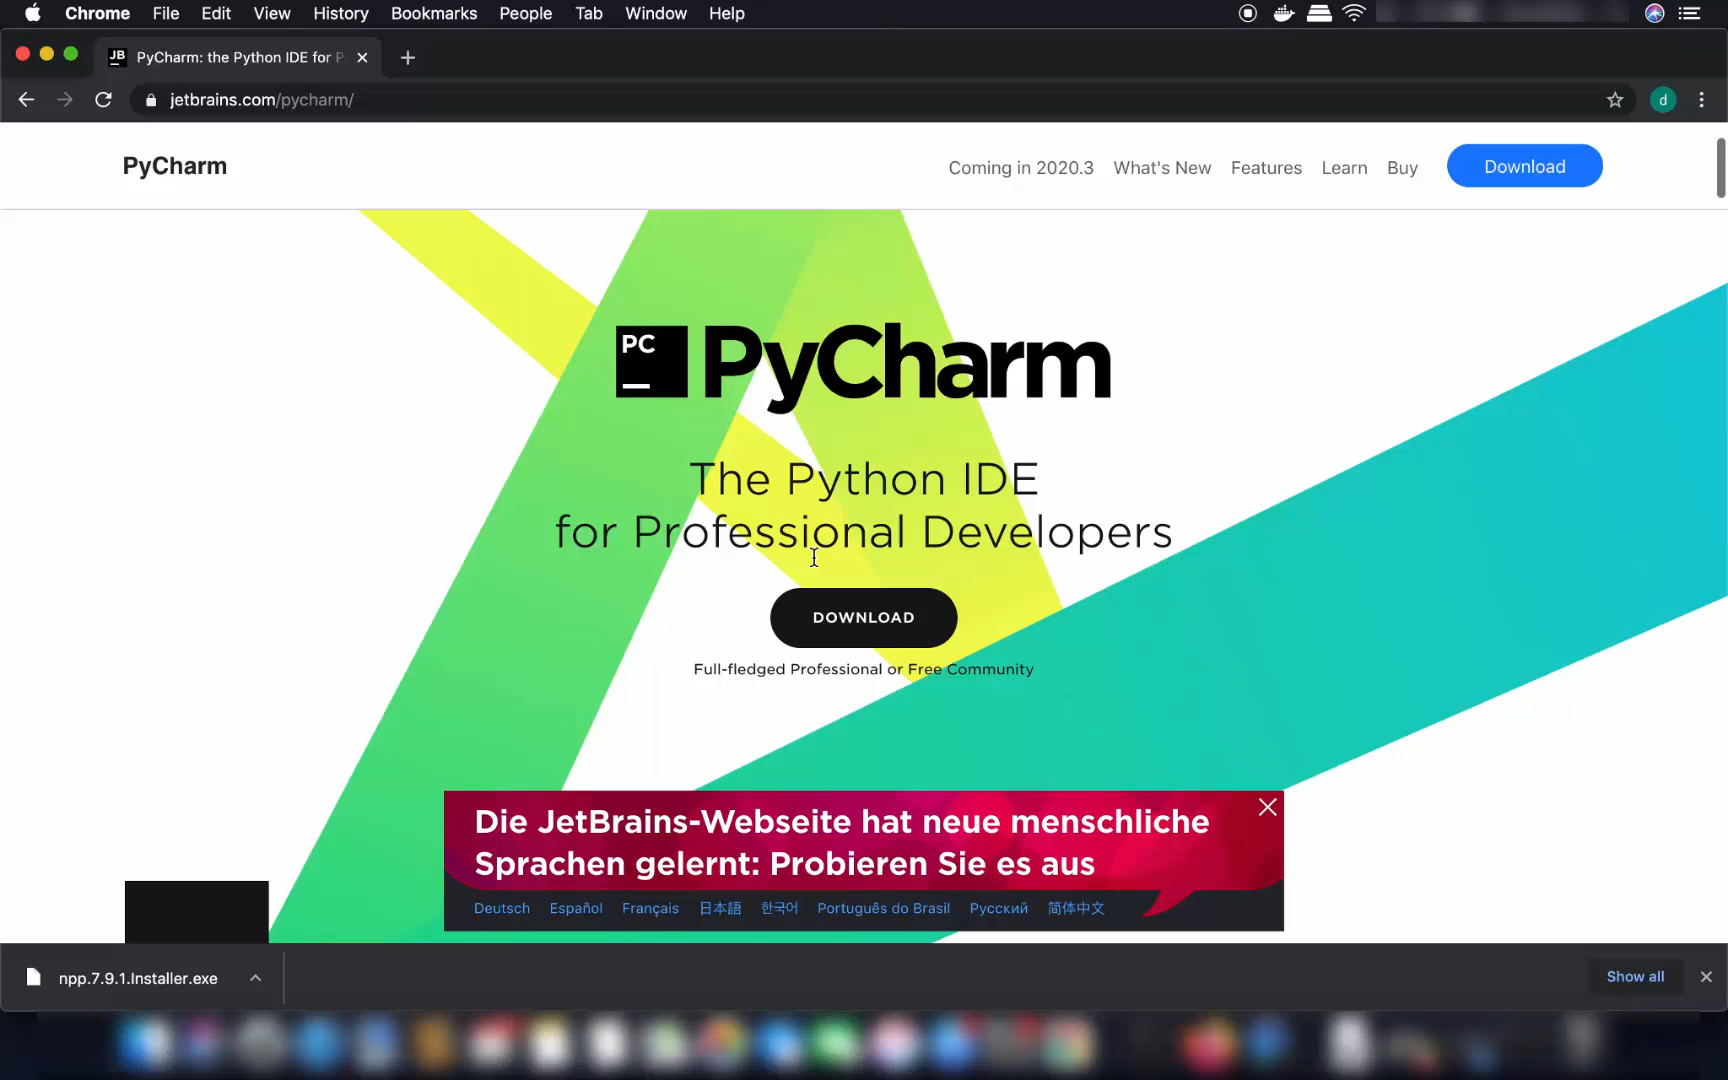 Chrome File Edit View History Bookmarks People Tab Window Help
JB PyCharm: the Python IDE for P
jetbrains.com/pycharm/
d
PyCharm
Coming in 2020.3 What's New Features Learn Buy Download
PC PyCharm
The Python IDE
for Professional Developers
DOWNLOAD
Full-fledged Professional or Free Community
Die JetBrains-Webseite hat neue menschliche
Sprachen gelernt: Probieren Sie es aus
Deutsch Español Français 日本語 한국어 Português do Brasil Русский 简体中文
npp.7.9.1.Installer.exe
Show all